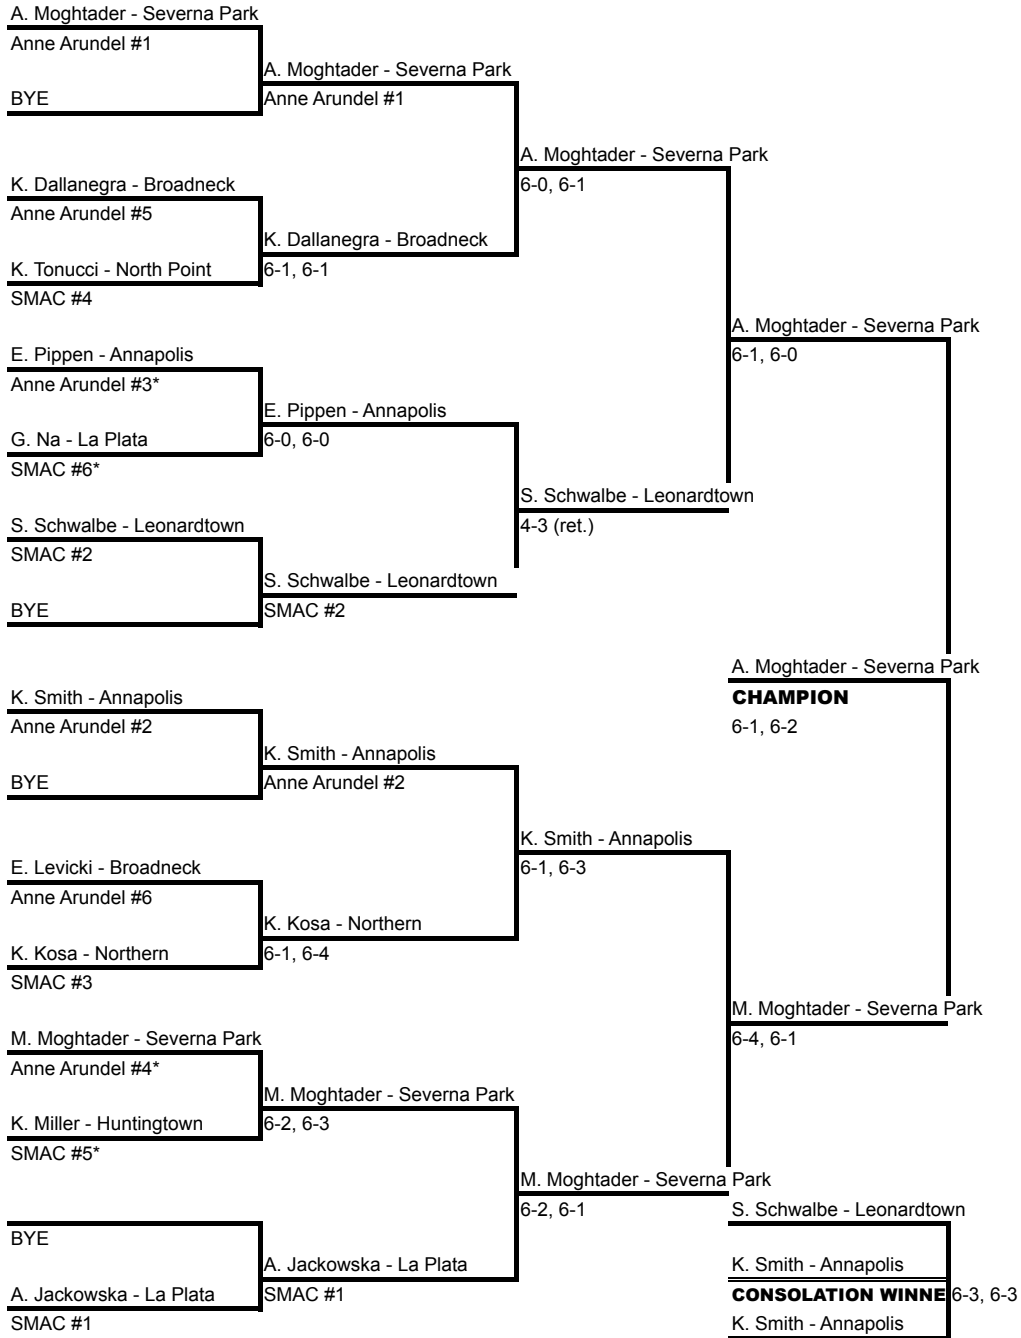 A. Moghtader - Severna Park
Anne Arundel #1
A. Moghtader - Severna Park
BYE
Anne Arundel #1
A. Moghtader - Severna Park
K. Dallanegra - Broadneck
6-0, 6-1
Anne Arundel #5
K. Dallanegra - Broadneck
K. Tonucci - North Point
6-1, 6-1
SMAC #4
A. Moghtader - Severna Park
E. Pippen - Annapolis
6-1, 6-0
Anne Arundel #3*
E. Pippen - Annapolis
G. Na - La Plata
6-0, 6-0
SMAC #6*
S. Schwalbe - Leonardtown
S. Schwalbe - Leonardtown
4-3 (ret.)
SMAC #2
S. Schwalbe - Leonardtown
BYE
SMAC #2
A. Moghtader - Severna Park
K. Smith - Annapolis
CHAMPION
Anne Arundel #2
6-1, 6-2
K. Smith - Annapolis
BYE
Anne Arundel #2
K. Smith - Annapolis
E. Levicki - Broadneck
6-1, 6-3
Anne Arundel #6
K. Kosa - Northern
K. Kosa - Northern
6-1, 6-4
SMAC #3
M. Moghtader - Severna Park
M. Moghtader - Severna Park
6-4, 6-1
Anne Arundel #4*
M. Moghtader - Severna Park
K. Miller - Huntingtown
6-2, 6-3
SMAC #5*
M. Moghtader - Severna Park
6-2, 6-1
S. Schwalbe - Leonardtown
BYE
A. Jackowska - La Plata
K. Smith - Annapolis
A. Jackowska - La Plata
SMAC #1
CONSOLATION WINNE 6-3, 6-3
SMAC #1
K. Smith - Annapolis